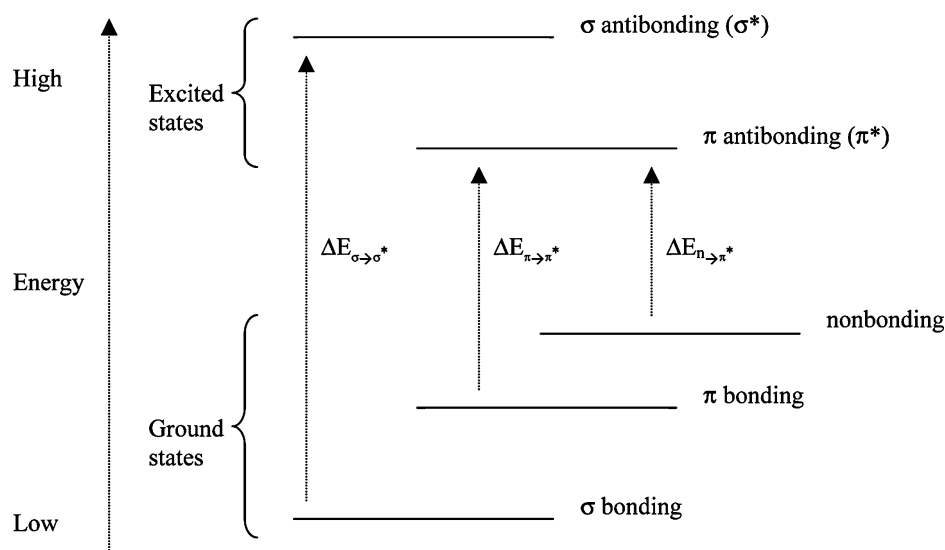 σ antibonding (σ*)
High
Excited
states
π antibonding (π*)
ΔEσ→σ*
ΔEπ→π*
ΔEn→π*
Energy
nonbonding
π bonding
Ground
states
σ bonding
Low